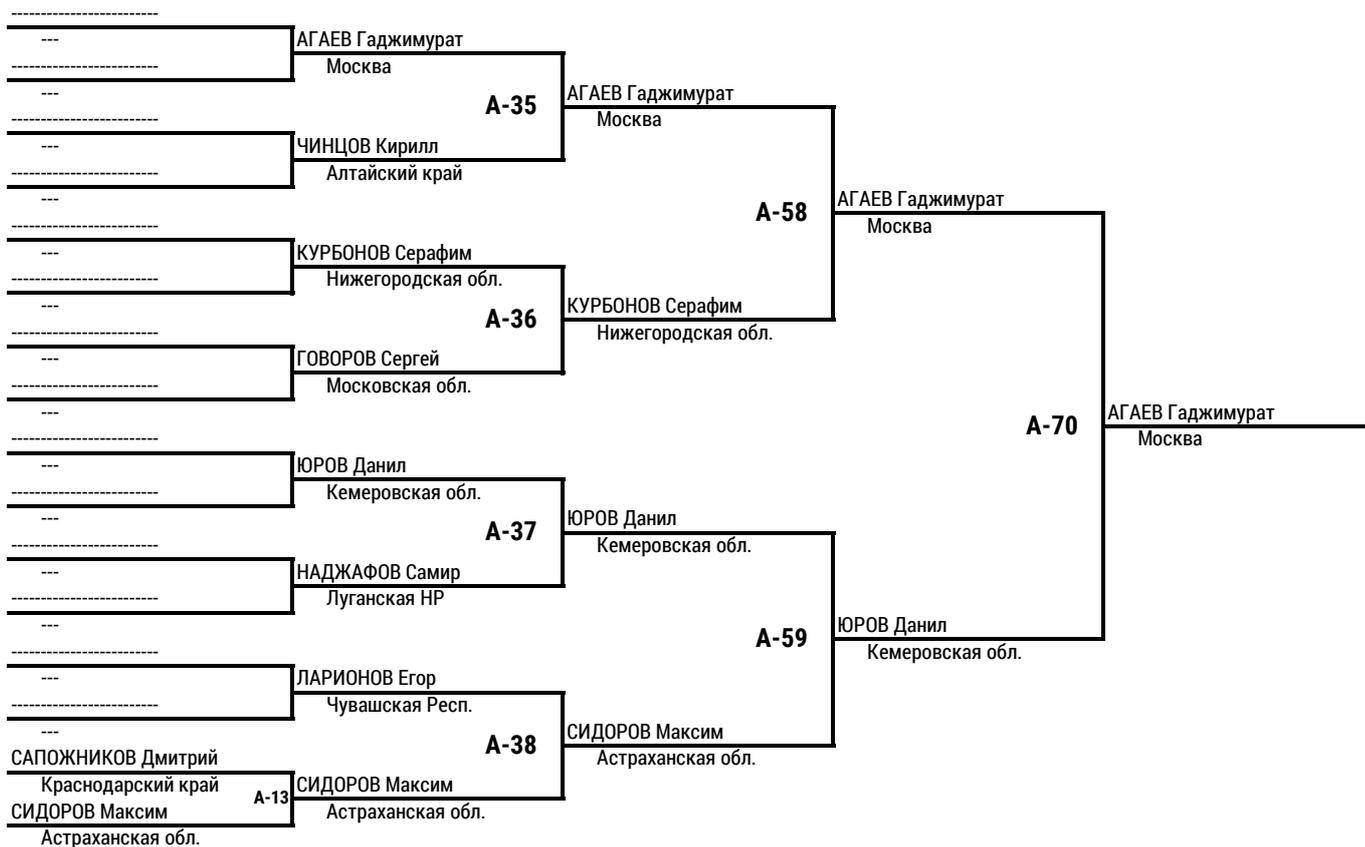 -------------------------
---
АГАЕВ Гаджимурат
-------------------------
Москва
---
А-35
АГАЕВ Гаджимурат
-------------------------
Москва
---
ЧИНЦОВ Кирилл
-------------------------
Алтайский край
---
А-58
АГАЕВ Гаджимурат
-------------------------
Москва
---
КУРБОНОВ Серафим
-------------------------
Нижегородская обл.
---
А-36
КУРБОНОВ Серафим
-------------------------
Нижегородская обл.
---
ГОВОРОВ Сергей
-------------------------
Московская обл.
---
А-70
АГАЕВ Гаджимурат
-------------------------
Москва
---
ЮРОВ Данил
-------------------------
Кемеровская обл.
---
А-37
ЮРОВ Данил
-------------------------
Кемеровская обл.
---
НАДЖАФОВ Самир
-------------------------
Луганская НР
---
А-59
ЮРОВ Данил
-------------------------
Кемеровская обл.
---
ЛАРИОНОВ Егор
-------------------------
Чувашская Респ.
---
А-38
СИДОРОВ Максим
САПОЖНИКОВ Дмитрий
Астраханская обл.
Краснодарский край
А-13
СИДОРОВ Максим
СИДОРОВ Максим
Астраханская обл.
Астраханская обл.